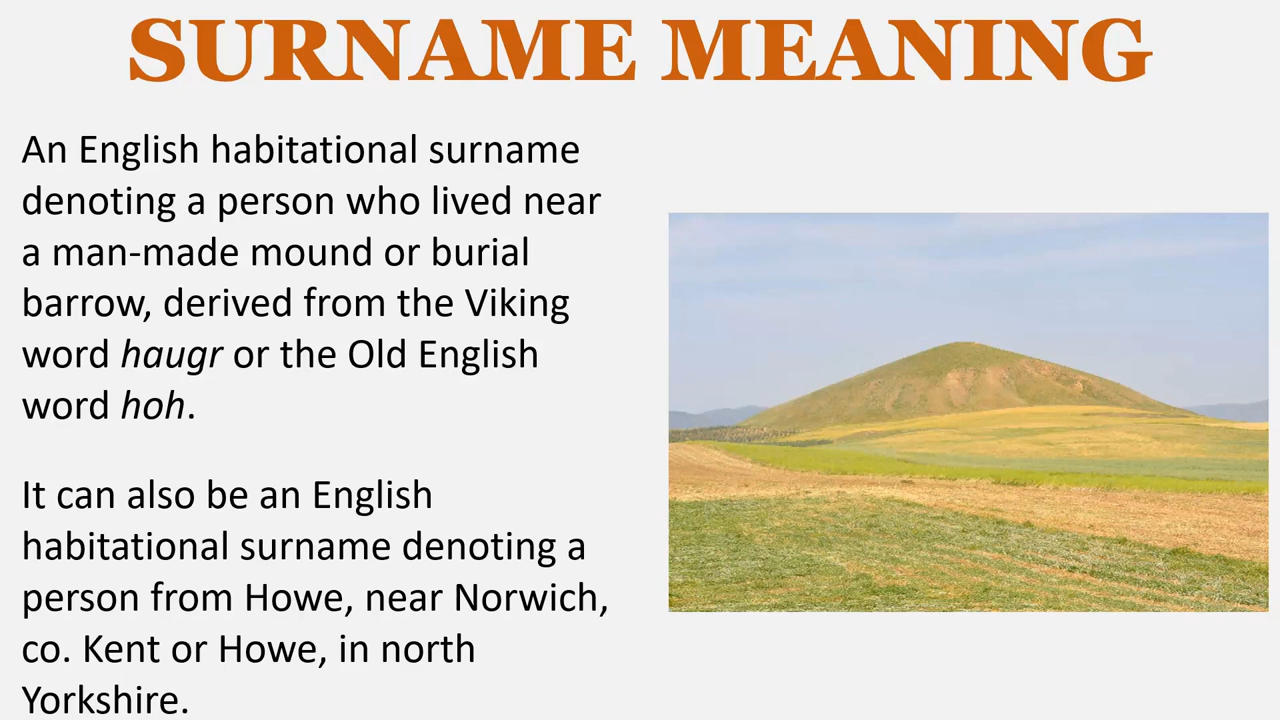 SURNAME MEANING
An English habitational surname
denoting a person who lived near
a man-made mound or burial
barrow, derived from the Viking
word haugr or the Old English
word hoh.
It can also be an English
habitational surname denoting a
person from Howe, near Norwich,
co. Kent or Howe, in north
Yorkshire.